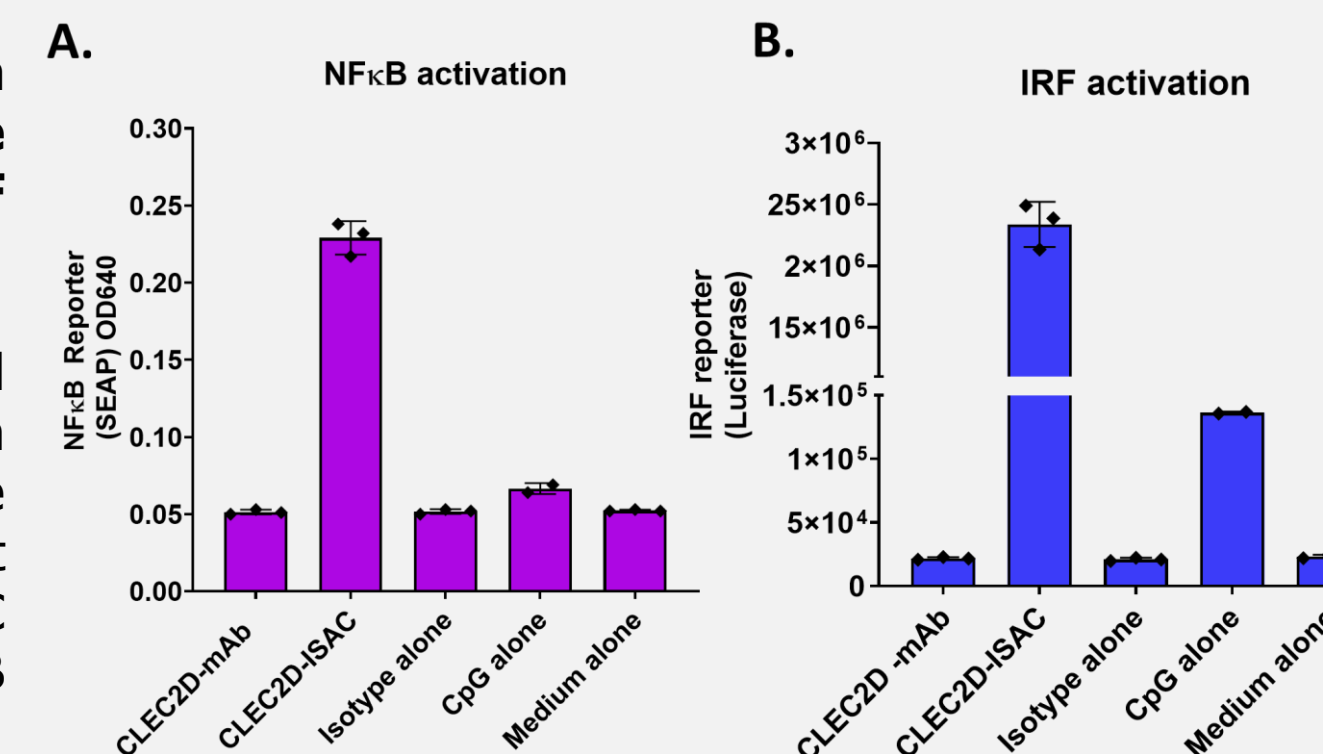 A.
NFκB activation
NFκB Reporter
(SEAP) OD640
0.30
0.25
0.20
0.15
0.10
0.05
0.00
CLEC2D-mAb
CLEC2D-ISAC
Isotype alone
CpG alone
Medium alone
B.
IRF activation
IRF reporter
(Luciferase)
3×10⁶
25×10⁶
2×10⁶
15×10⁶
1.5×10⁵
1×10⁵
5×10⁴
0
CLEC2D -mAb
CLEC2D-ISAC
Isotype alone
CpG alone
Medium alone